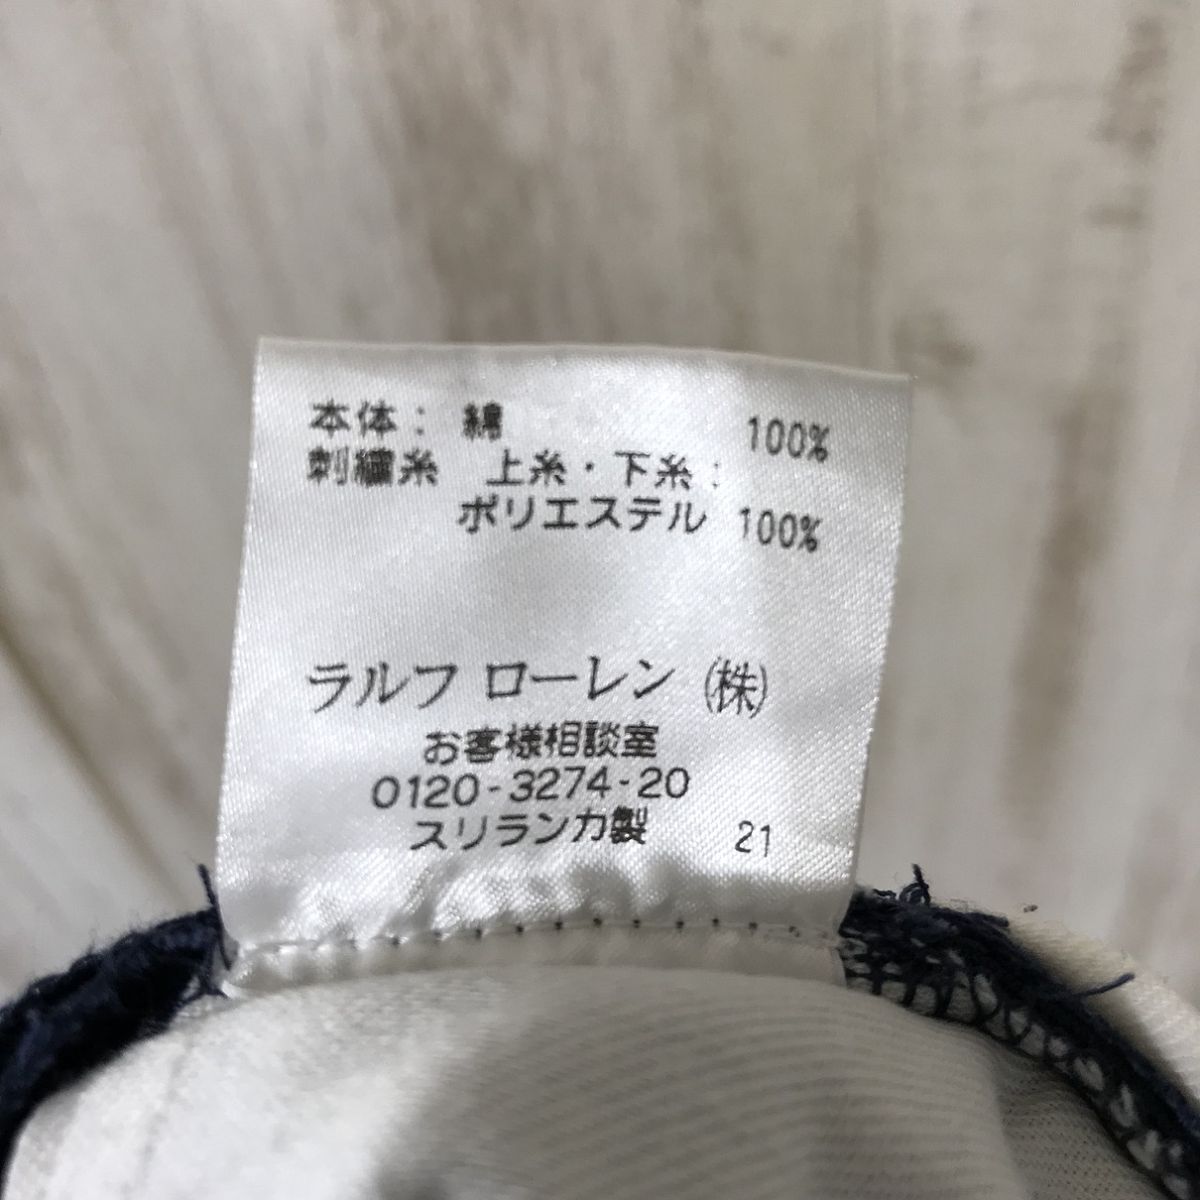 本体： 綿 100%
刺繍糸 上糸・下糸：
ポリエステル 100%
ラルフ ローレン（株）
お客様相談室
0120-3274-20
スリランカ製 21